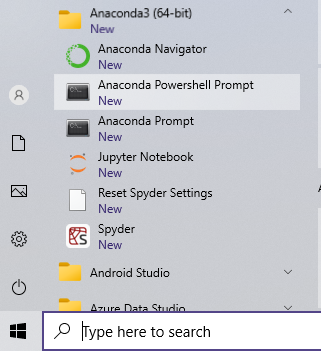 Anaconda3 (64-bit)
New
Anaconda Navigator
New
Anaconda Powershell Prompt
New
Anaconda Prompt
New
Jupyter Notebook
New
Reset Spyder Settings
New
Spyder
New
Android Studio
Azure Data Studio
Type here to search